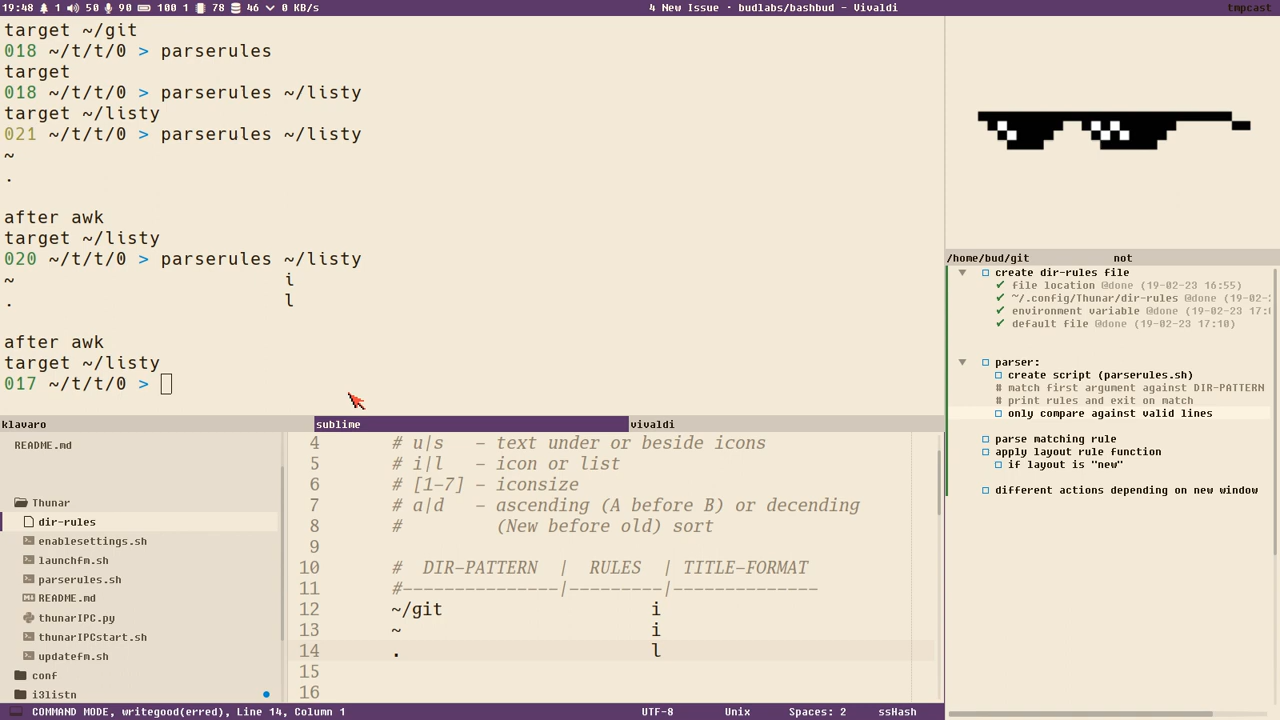 19:48 1 50 90 100 1 78 46 0 KB/s 4 New Issue · budlabs/bashbud - Vivaldi tmpcast
target ~/git
018 ~/t/t/0 > parserules
target
018 ~/t/t/0 > parserules ~/listy
target ~/listy
021 ~/t/t/0 > parserules ~/listy
~
.
after awk
target ~/listy
020 ~/t/t/0 > parserules ~/listy
~ i
. l
after awk
target ~/listy
017 ~/t/t/0 >
klavaro sublime vivaldi
README.md
Thunar
dir-rules
enablesettings.sh
launchfm.sh
parserules.sh
README.md
thunarIPC.py
thunarIPCstart.sh
updatefm.sh
conf
i3listn
4 # u|s - text under or beside icons
5 # i|l - icon or list
6 # [1-7] - iconsize
7 # a|d - ascending (A before B) or decending
8 # (New before old) sort
9
10 # DIR-PATTERN | RULES | TITLE-FORMAT
11 #---------------|---------|--------------
12 ~/git i
13 ~ i
14 . l
15
16
COMMAND MODE, writegood(erred), Line 14, Column 1 UTF-8 Unix Spaces: 2 ssHash
/home/bud/git not
create dir-rules file
✔ file location @done (19-02-23 16:55)
✔ ~/.config/Thunar/dir-rules @done (19-02-
✔ environment variable @done (19-02-23 17:
✔ default file @done (19-02-23 17:10)
parser:
create script (parserules.sh)
# match first argument against DIR-PATTERN
# print rules and exit on match
only compare against valid lines
parse matching rule
apply layout rule function
if layout is "new"
different actions depending on new window